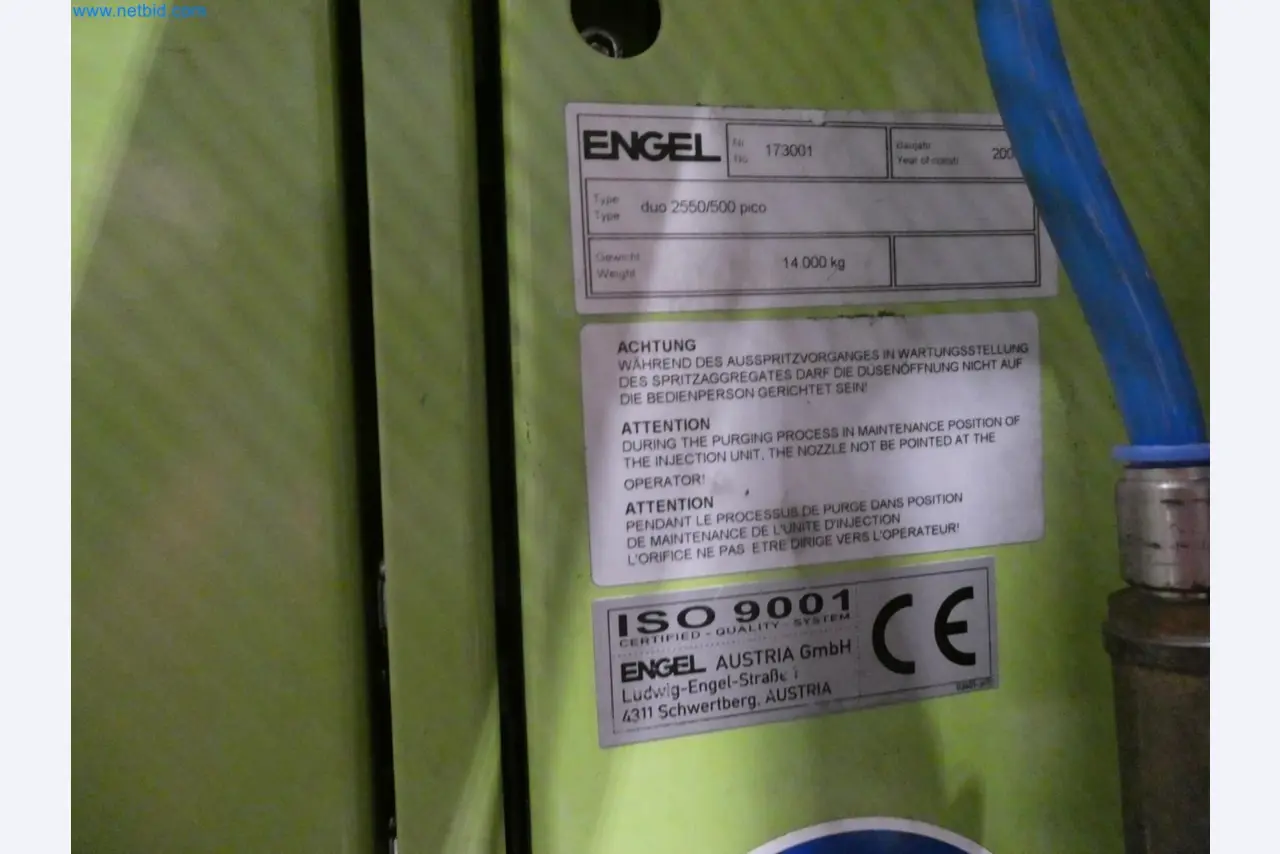 www.netbid.com
ENGEL
Nr.
No.
173001
Baujahr
Year of constr.
200
Type
Type
duo 2550/500 pico
Gewicht
Weight
14.000 kg
ACHTUNG
WÄHREND DES AUSSPRITZVORGANGES IN WARTUNGSSTELLUNG
DES SPRITZAGGREGATES DARF DIE DÜSENÖFFNUNG NICHT AUF
DIE BEDIENPERSON GERICHTET SEIN!
ATTENTION
DURING THE PURGING PROCESS IN MAINTENANCE POSITION OF
THE INJECTION UNIT, THE NOZZLE NOT BE POINTED AT THE
OPERATOR!
ATTENTION
PENDANT LE PROCESSUS DE PURGE DANS POSITION
DE MAINTENANCE DE L'UNITE D'INJECTION
L'ORIFICE NE PAS ETRE DIRIGE VERS L'OPERATEUR!
ISO 9001
CERTIFIED - QUALITY - SYSTEM
CE
ENGEL AUSTRIA GmbH
Ludwig-Engel-Straße 1
4311 Schwertberg, AUSTRIA